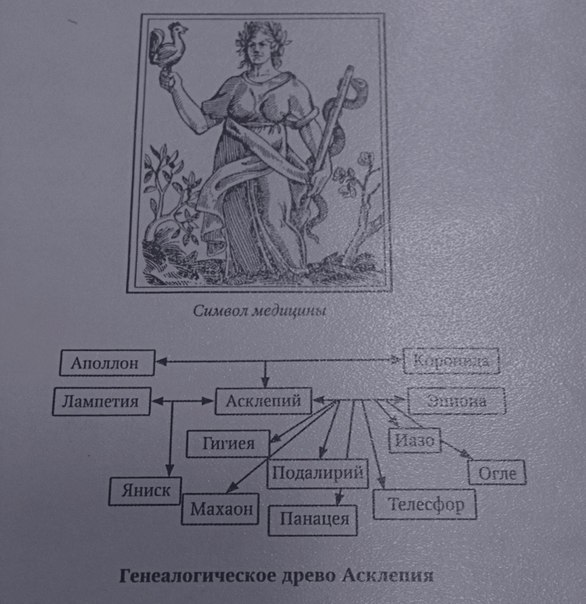 Символ медицины
Аполлон
Коронида
Лампетия
Асклепий
Эпиона
Гигиея
Иазо
Подалирий
Огле
Яниск
Махаон
Панацея
Телесфор
Генеалогическое древо Асклепия